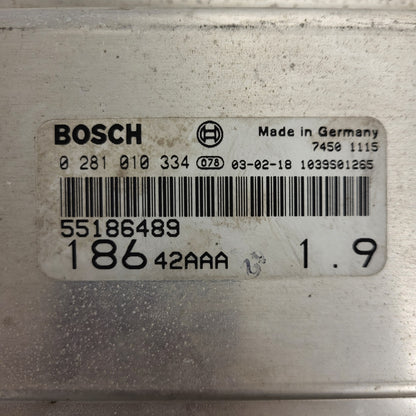 BOSCH Made in Germany
7450 1115
0 281 010 334 078 03-02-18 1039S01265
55186489
186 42AAA 1.9